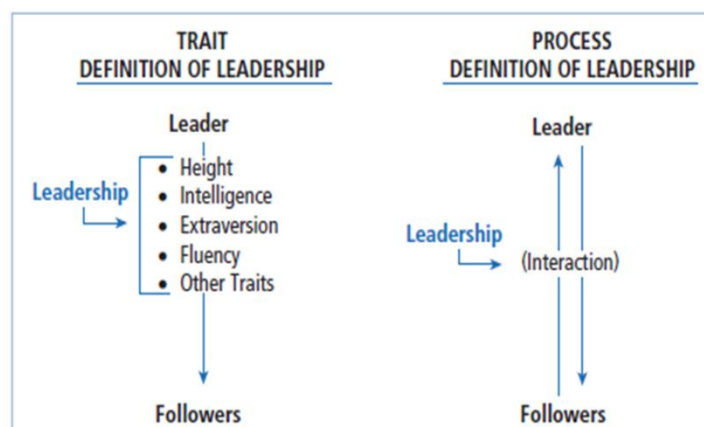 TRAIT
DEFINITION OF LEADERSHIP
Leader
Leadership
• Height
• Intelligence
• Extraversion
• Fluency
• Other Traits
Followers
PROCESS
DEFINITION OF LEADERSHIP
Leader
Leadership
(Interaction)
Followers